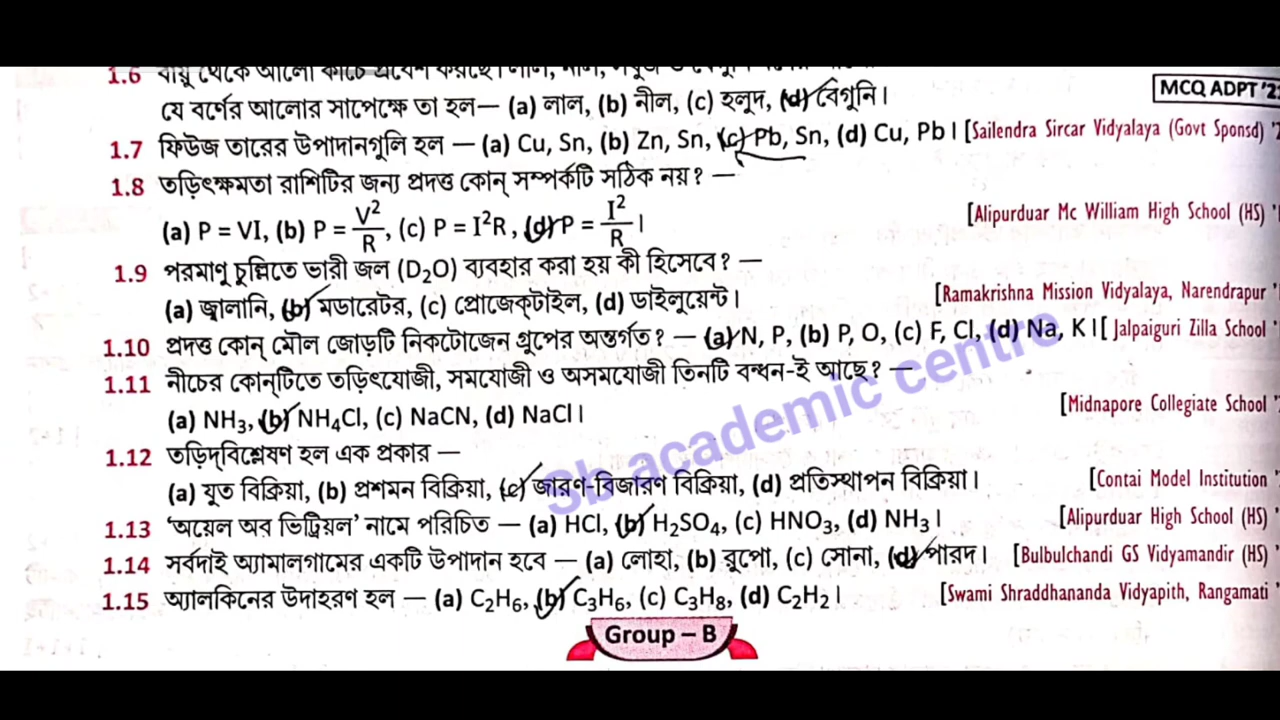 1.6 বায়ু থেকে আলো কাচে প্রবেশ করছে। লাল, নীল, সবুজ ও বেগুনি
যে বর্ণের আলোর সাপেক্ষে তা হল— (a) লাল, (b) নীল, (c) হলুদ, (d) বেগুনি।
MCQ ADPT '2
1.7 ফিউজ তারের উপাদানগুলি হল — (a) Cu, Sn, (b) Zn, Sn, (c) Pb, Sn, (d) Cu, Pb। [Sailendra Sircar Vidyalaya (Govt Sponsd) '
1.8 তড়িৎক্ষমতা রাশিটির জন্য প্রদত্ত কোন্ সম্পর্কটি সঠিক নয়? —
(a) P = VI, (b) P = V²/R, (c) P = I²R, (d) P = I²/R। [Alipurduar Mc William High School (HS) '
1.9 পরমাণু চুল্লিতে ভারী জল (D₂O) ব্যবহার করা হয় কী হিসেবে? —
(a) জ্বালানি, (b) মডারেটর, (c) প্রোজেক্‌টাইল, (d) ডাইলুয়েন্ট। [Ramakrishna Mission Vidyalaya, Narendrapur '
1.10 প্রদত্ত কোন্ মৌল জোড়টি নিকটোজেন গ্রুপের অন্তর্গত? — (a) N, P, (b) P, O, (c) F, Cl, (d) Na, K। [Jalpaiguri Zilla School '
1.11 নীচের কোন্‌টিতে তড়িৎযোজী, সমযোজী ও অসমযোজী তিনটি বন্ধন-ই আছে? —
(a) NH₃, (b) NH₄Cl, (c) NaCN, (d) NaCl। [Midnapore Collegiate School '
1.12 তড়িদ্‌বিশ্লেষণ হল এক প্রকার —
(a) যুত বিক্রিয়া, (b) প্রশমন বিক্রিয়া, (c) জারণ-বিজারণ বিক্রিয়া, (d) প্রতিস্থাপন বিক্রিয়া। [Contai Model Institution '
1.13 'অয়েল অব ভিট্রিয়ল' নামে পরিচিত — (a) HCl, (b) H₂SO₄, (c) HNO₃, (d) NH₃। [Alipurduar High School (HS) '
1.14 সর্বদাই অ্যামালগামের একটি উপাদান হবে — (a) লোহা, (b) রুপো, (c) সোনা, (d) পারদ। [Bulbulchandi GS Vidyamandir (HS) '
1.15 অ্যালকিনের উদাহরণ হল — (a) C₂H₆, (b) C₃H₆, (c) C₃H₈, (d) C₂H₂। [Swami Shraddhananda Vidyapith, Rangamati '
Group – B
Sb academic centre